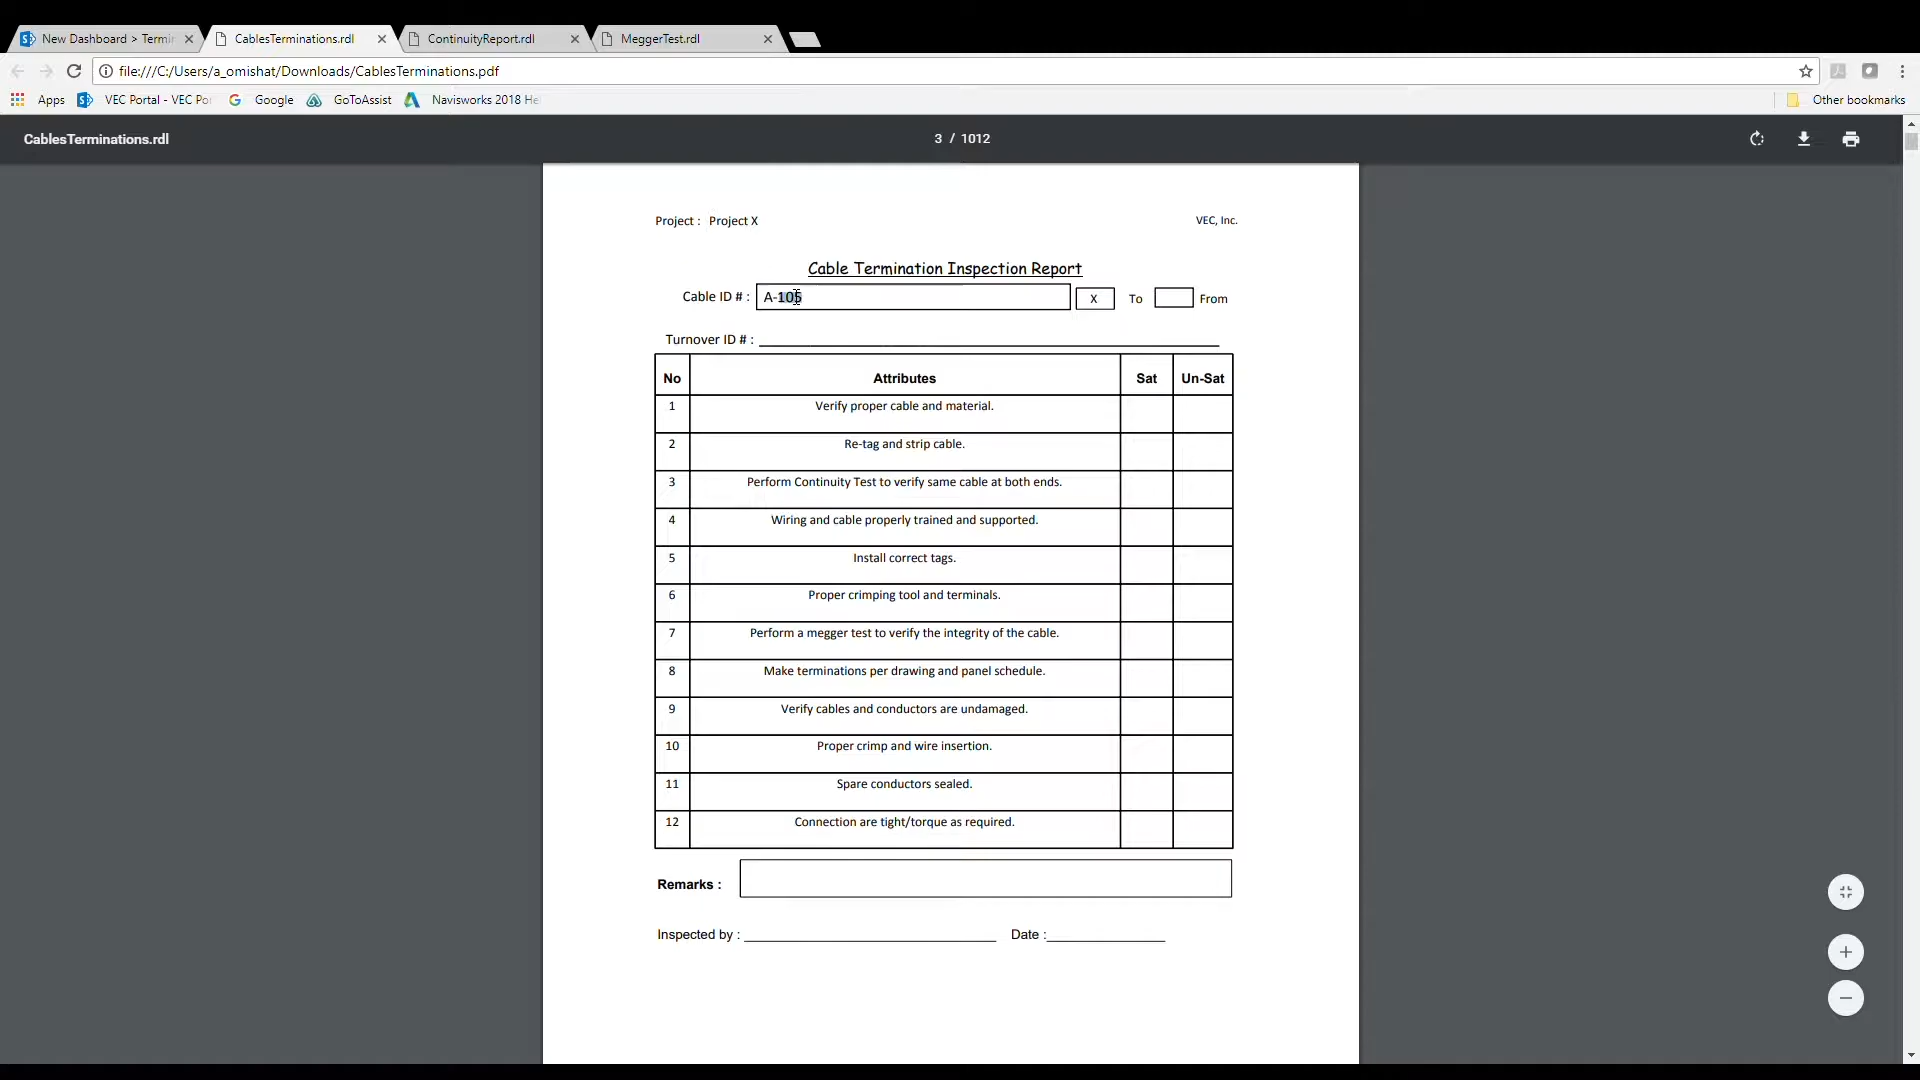 New Dashboard > Termi
CablesTerminations.rdl
ContinuityReport.rdl
MeggerTest.rdl
file:///C:/Users/a_omishat/Downloads/CablesTerminations.pdf
Apps
VEC Portal - VEC Po
Google
GoToAssist
Navisworks 2018 He
Other bookmarks
CablesTerminations.rdl
3 / 1012
Project : Project X
VEC, Inc.
Cable Termination Inspection Report
Cable ID # : A-105 X To From
Turnover ID # :
No Attributes Sat Un-Sat
1 Verify proper cable and material.
2 Re-tag and strip cable.
3 Perform Continuity Test to verify same cable at both ends.
4 Wiring and cable properly trained and supported.
5 Install correct tags.
6 Proper crimping tool and terminals.
7 Perform a megger test to verify the integrity of the cable.
8 Make terminations per drawing and panel schedule.
9 Verify cables and conductors are undamaged.
10 Proper crimp and wire insertion.
11 Spare conductors sealed.
12 Connection are tight/torque as required.
Remarks :
Inspected by : Date :